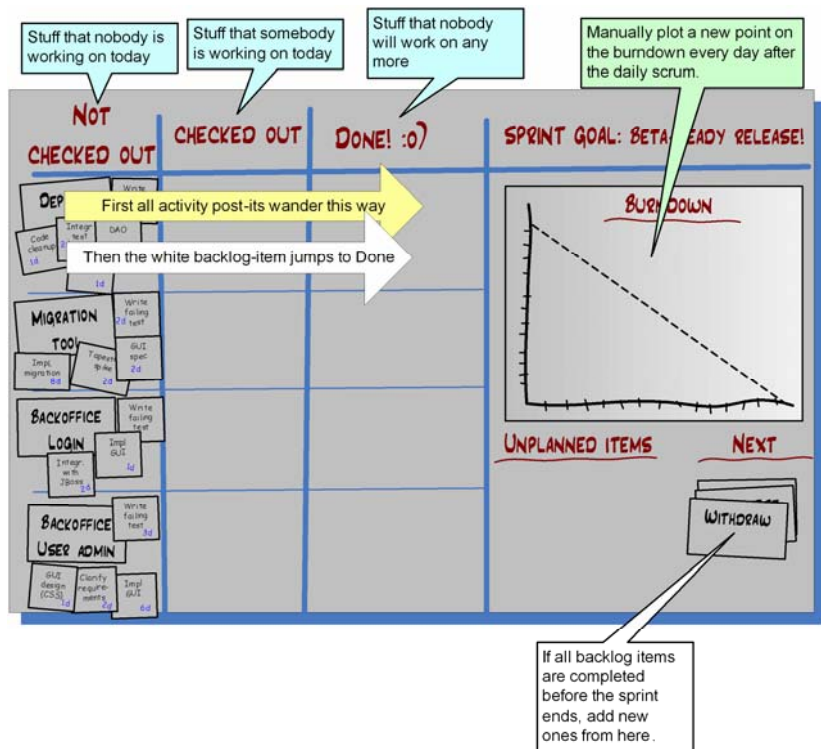 Stuff that nobody is
working on today
Stuff that somebody
is working on today
Stuff that nobody
will work on any
more
Manually plot a new point on
the burndown every day after
the daily scrum.
NOT
CHECKED OUT
CHECKED OUT
DONE! :o)
SPRINT GOAL: BETA-READY RELEASE!
DEP
Write
First all activity post-its wander this way
Code
cleanup
1d
Integr.
test
2
DAO
1d
Then the white backlog-item jumps to Done
BURNDOWN
MIGRATION
TOOL
Write
failing
test
2d
GUI
spec
2d
Impl.
migration
8d
spike
2d
BACKOFFICE
LOGIN
Write
failing
test
Impl
GUI
1d
Integr.
with
JBoss
2d
UNPLANNED ITEMS
NEXT
WITHDRAW
BACKOFFICE
USER ADMIN
Write
failing
test
3d
GUI
design
(CSS)
1d
Clarify
require-
ments
2d
Impl
GUI
6d
If all backlog items
are completed
before the sprint
ends, add new
ones from here.